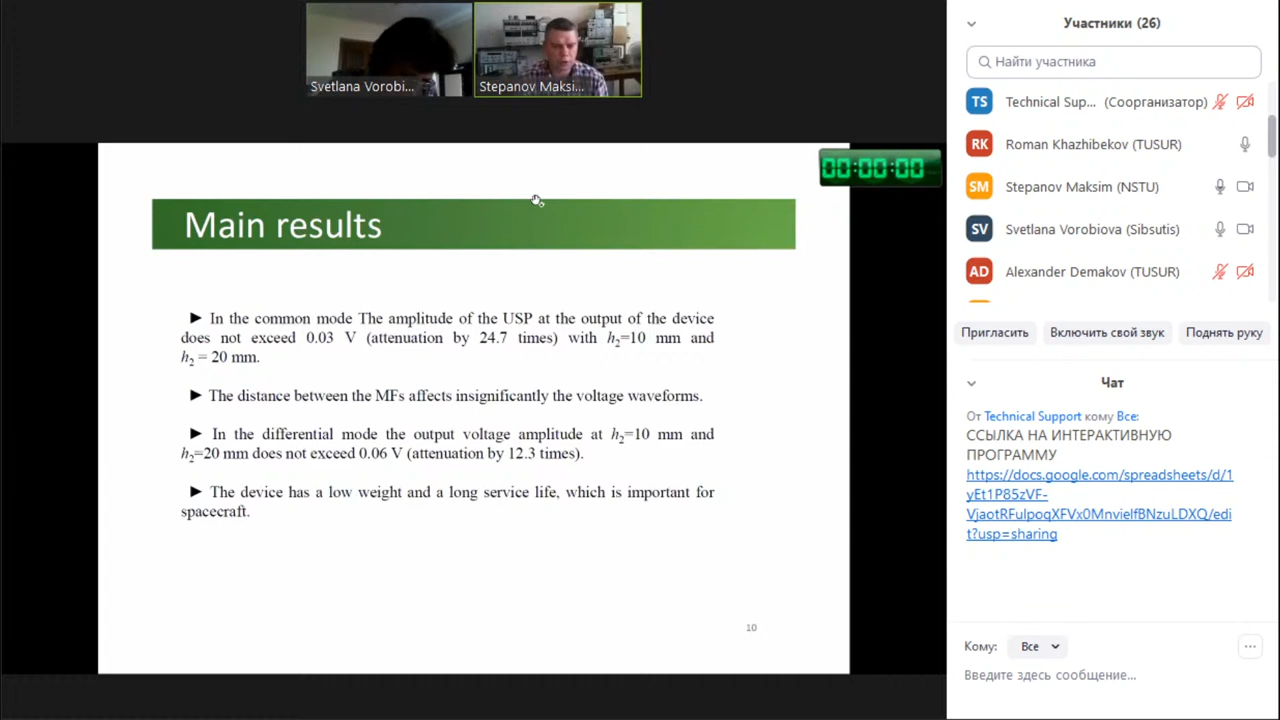 Svetlana Vorobi...
Stepanov Maksi...
00:00:00
Main results
► In the common mode The amplitude of the USP at the output of the device
does not exceed 0.03 V (attenuation by 24.7 times) with h2=10 mm and
h2 = 20 mm.
► The distance between the MFs affects insignificantly the voltage waveforms.
► In the differential mode the output voltage amplitude at h2=10 mm and
h2=20 mm does not exceed 0.06 V (attenuation by 12.3 times).
► The device has a low weight and a long service life, which is important for
spacecraft.
10
Участники (26)
Найти участника
TS Technical Sup... (Соорганизатор)
RK Roman Khazhibekov (TUSUR)
SM Stepanov Maksim (NSTU)
SV Svetlana Vorobiova (Sibsutis)
AD Alexander Demakov (TUSUR)
Пригласить Включить свой звук Поднять руку
Чат
От Technical Support кому Все:
ССЫЛКА НА ИНТЕРАКТИВНУЮ
ПРОГРАММУ
https://docs.google.com/spreadsheets/d/1
yEt1P85zVF-
VjaotRFuIpoqXFVx0MnvieIfBNzuLDXQ/edi
t?usp=sharing
Кому: Все
Введите здесь сообщение...